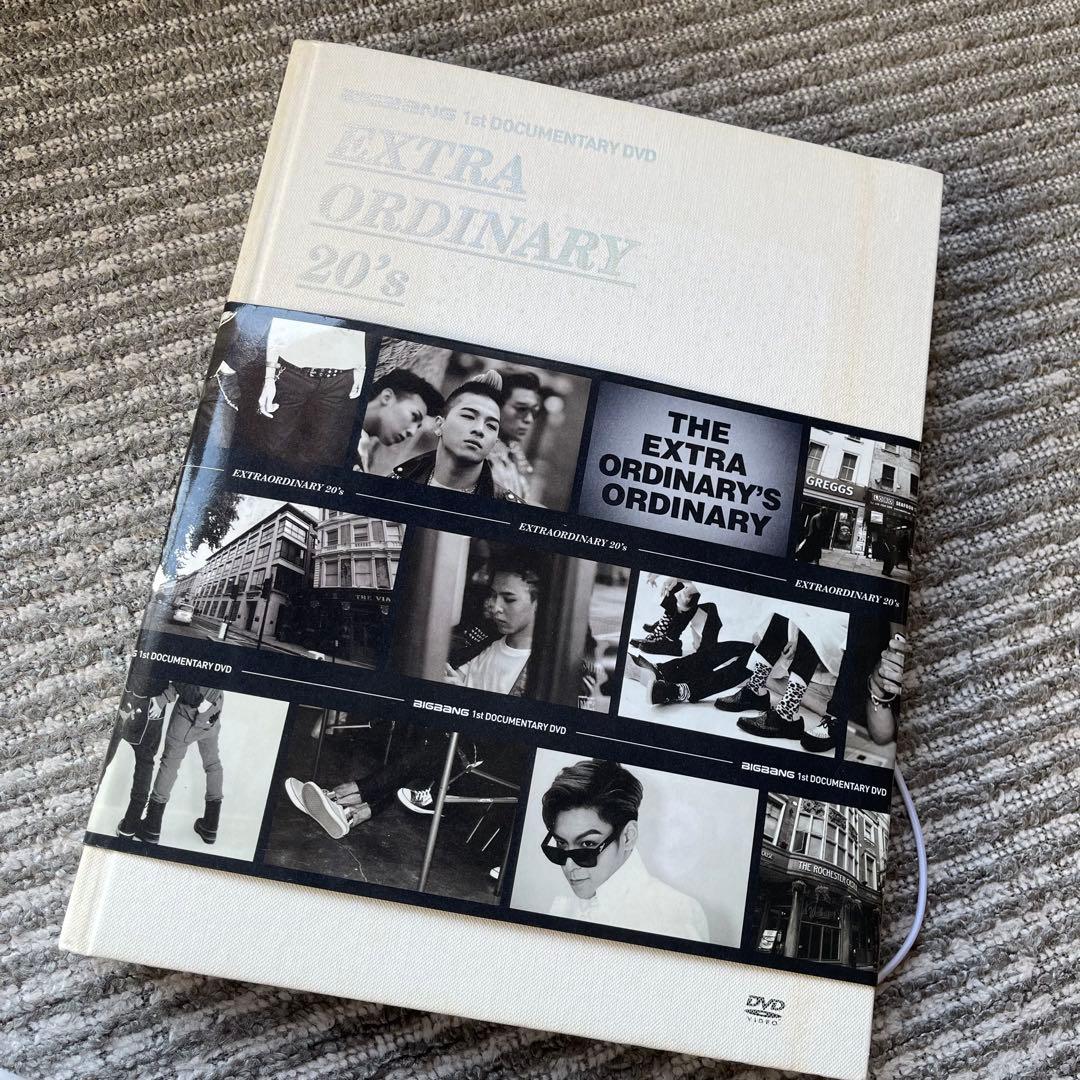 BIGBANG 1st DOCUMENTARY DVD
EXTRA
ORDINARY
20's
THE
EXTRA
ORDINARY'S
ORDINARY
GREGGS
EXTRAORDINARY 20's
EXTRAORDINARY 20's
EXTRAORDINARY 20's
THE
G 1st DOCUMENTARY DVD
BIGBANG 1st DOCUMENTARY DVD
BIGBANG 1st DOCUMENTARY DVD
THE ROCHESTER
DVD
VIDEO